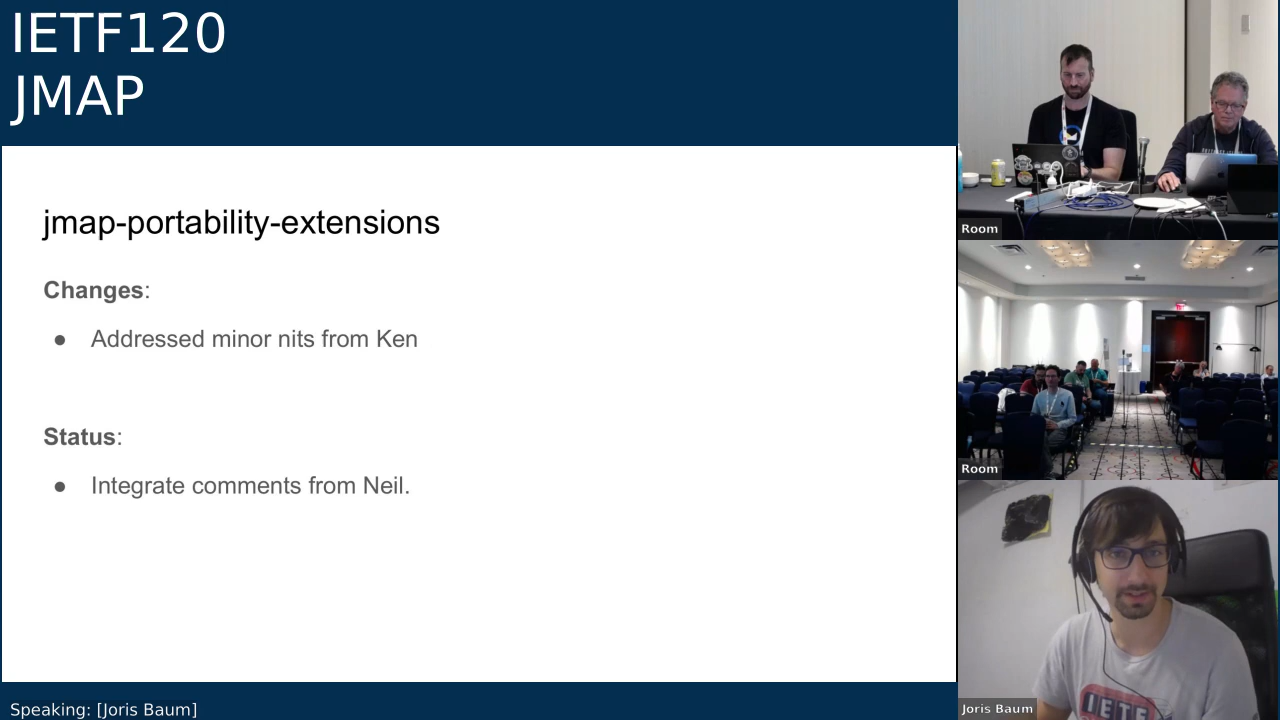 IETF120
JMAP
jmap-portability-extensions
Changes:
● Addressed minor nits from Ken
Status:
● Integrate comments from Neil.
Speaking: [Joris Baum]
Room
Room
Joris Baum
IETF